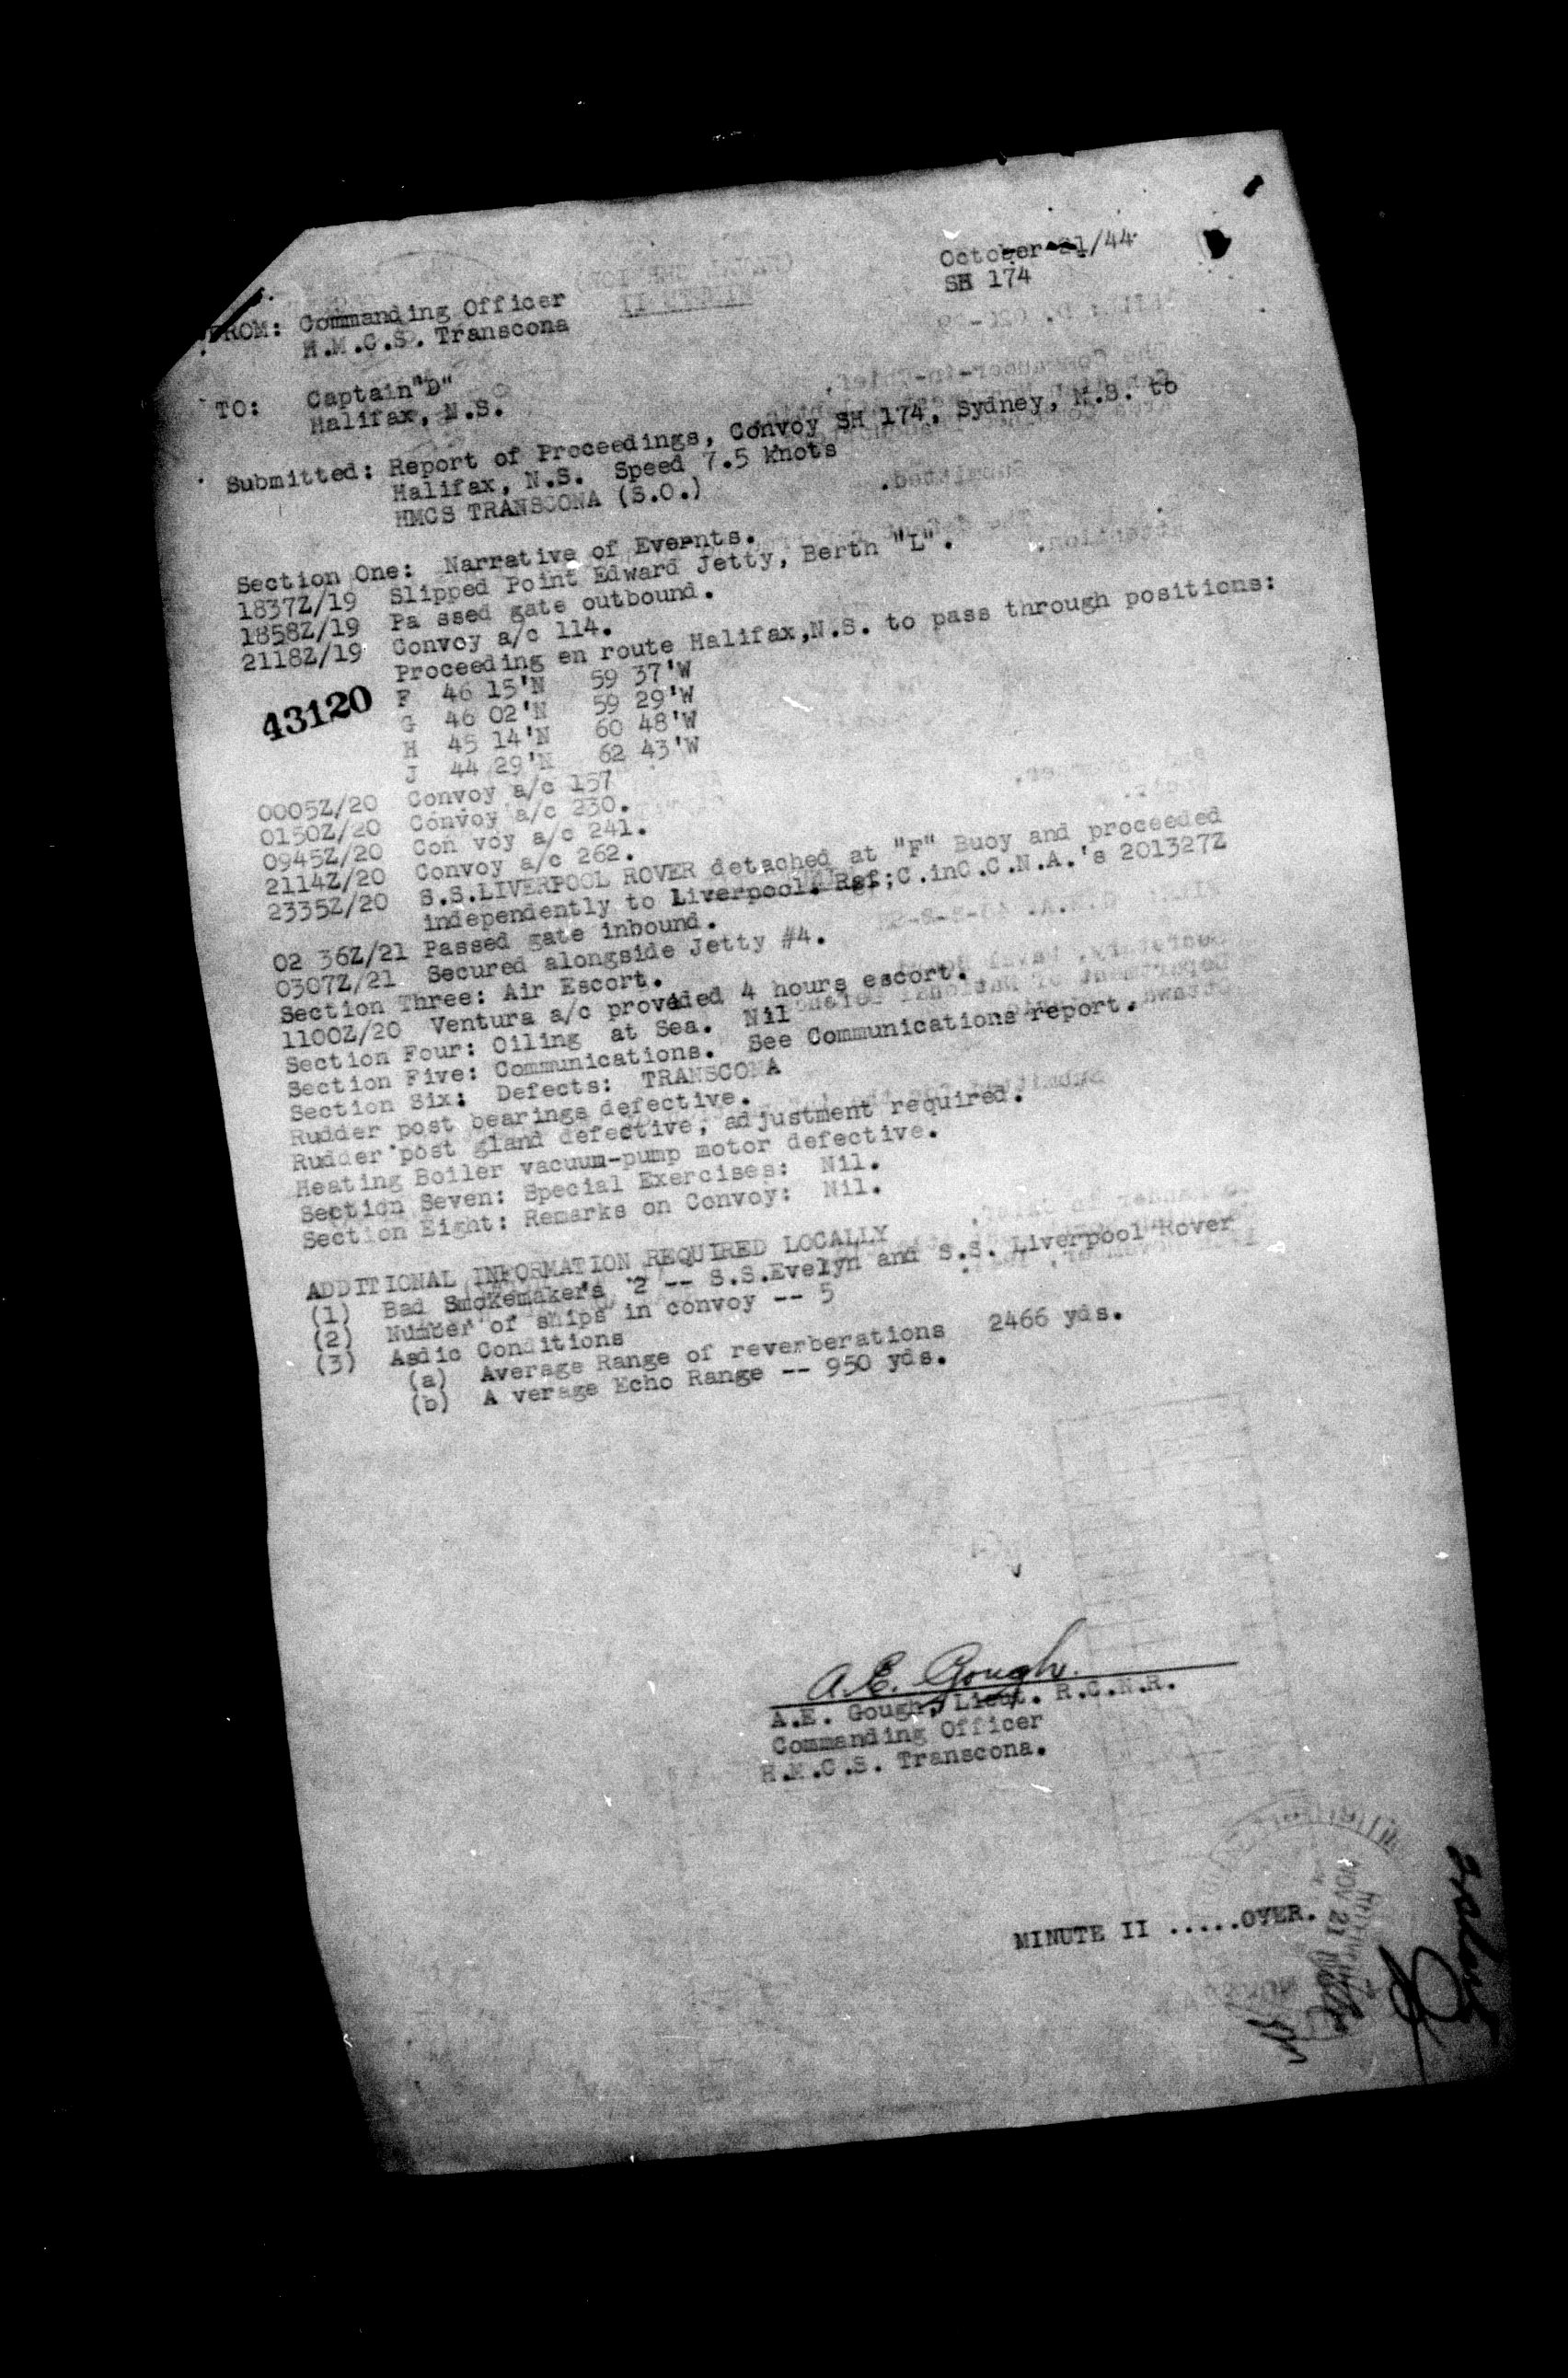 October 21/44
SH 174
FROM: Commanding Officer
H.M.C.S. Transcona
TO: Captain"D"
Halifax, N.S.
Submitted: Report of Proceedings, Convoy SH 174, Sydney, N.S. to
Halifax, N.S. Speed 7.5 knots
HMCS TRANSCONA (S.O.)
Section One: Narrative of Evernts.
1837Z/19 Slipped Point Edward Jetty, Berth "L".
1858Z/19 Pa ssed gate outbound.
2118Z/19 Convoy a/c 114.
Proceeding en route Halifax,N.S. to pass through positions:
43120
F 46 15'N 59 37'W
G 46 02'N 59 29'W
H 45 14'N 60 48'W
J 44 29'N 62 43'W
0005Z/20 Convoy a/c 157
0150Z/20 Convoy a/c 230.
0945Z/20 Con voy a/c 241.
2114Z/20 Convoy a/c 262.
2335Z/20 S.S.LIVERPOOL ROVER detached at "F" Buoy and proceeded
independently to Liverpool. Ref;C.inC.C.N.A.'s 201327Z
02 36Z/21 Passed gate inbound.
0307Z/21 Secured alongside Jetty #4.
Section Three: Air Escort.
1100Z/20 Ventura a/c provided 4 hours escort.
Section Four: Oiling at Sea. Nil
Section Five: Communications. See Communications report.
Section Six: Defects: TRANSCONA
Rudder post bearings defective.
Rudder post gland defective, adjustment required.
Heating Boiler vacuum-pump motor defective.
Section Seven: Special Exercises: Nil.
Section Eight: Remarks on Convoy: Nil.
ADDITIONAL INFORMATION REQUIRED LOCALLY
(1) Bad Smokemakers 2 -- S.S.Evelyn and S.S. Liverpool Rover
(2) Number of ships in convoy -- 5
(3) Asdic Conditions
(a) Average Range of reverberations 2466 yds.
(b) A verage Echo Range -- 950 yds.
A.E. Gough.
A.E. Gough, Lieut. R.C.N.R.
Commanding Officer
H.M.C.S. Transcona.
MINUTE II .....OVER.
NOV 21